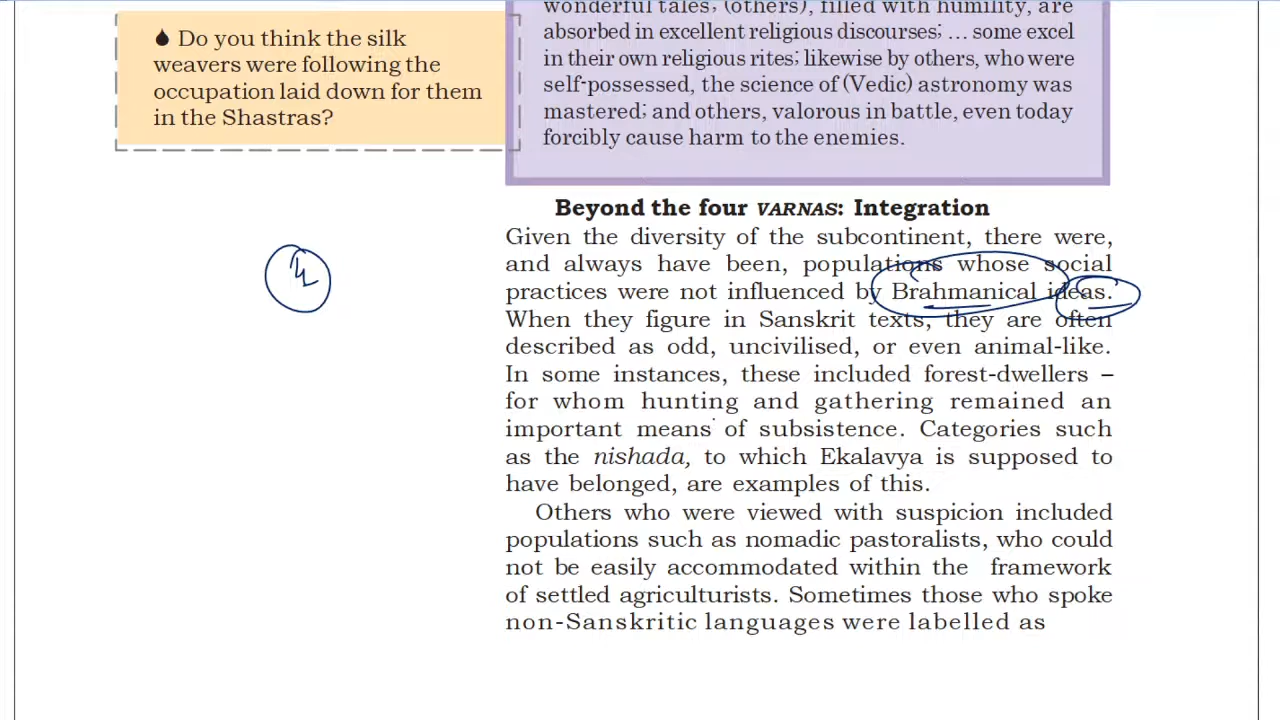 Do you think the silk
weavers were following the
occupation laid down for them
in the Shastras?
wonderful tales; (others), filled with humility, are
absorbed in excellent religious discourses; … some excel
in their own religious rites; likewise by others, who were
self-possessed, the science of (Vedic) astronomy was
mastered; and others, valorous in battle, even today
forcibly cause harm to the enemies.
Beyond the four VARNAS: Integration
Given the diversity of the subcontinent, there were,
and always have been, populations whose social
practices were not influenced by Brahmanical ideas.
When they figure in Sanskrit texts, they are often
described as odd, uncivilised, or even animal-like.
In some instances, these included forest-dwellers –
for whom hunting and gathering remained an
important means of subsistence. Categories such
as the nishada, to which Ekalavya is supposed to
have belonged, are examples of this.
Others who were viewed with suspicion included
populations such as nomadic pastoralists, who could
not be easily accommodated within the framework
of settled agriculturists. Sometimes those who spoke
non-Sanskritic languages were labelled as